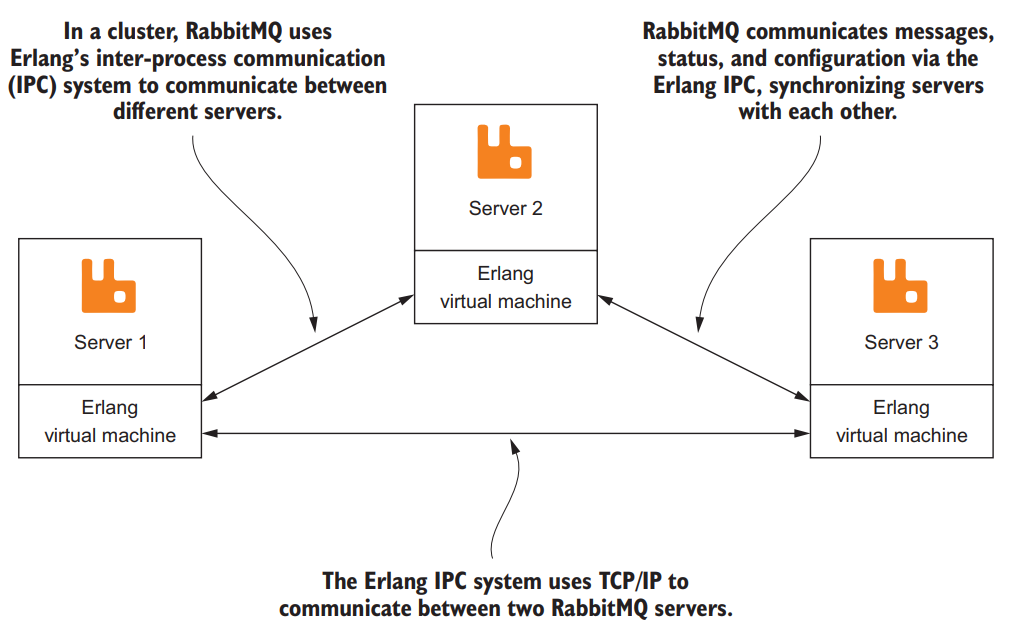 In a cluster, RabbitMQ uses
Erlang's inter-process communication
(IPC) system to communicate between
different servers.
RabbitMQ communicates messages,
status, and configuration via the
Erlang IPC, synchronizing servers
with each other.
Server 2
Erlang
virtual machine
Server 1
Erlang
virtual machine
Server 3
Erlang
virtual machine
The Erlang IPC system uses TCP/IP to
communicate between two RabbitMQ servers.